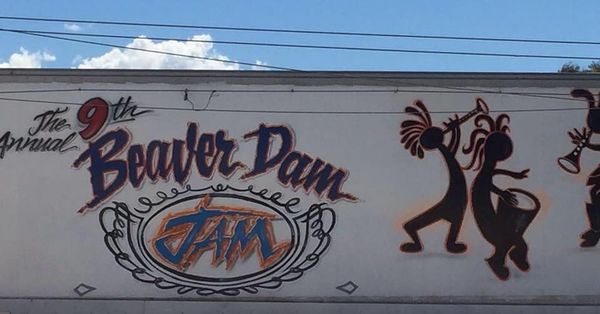 The 9th
Annual
Beaver Dam
JAM